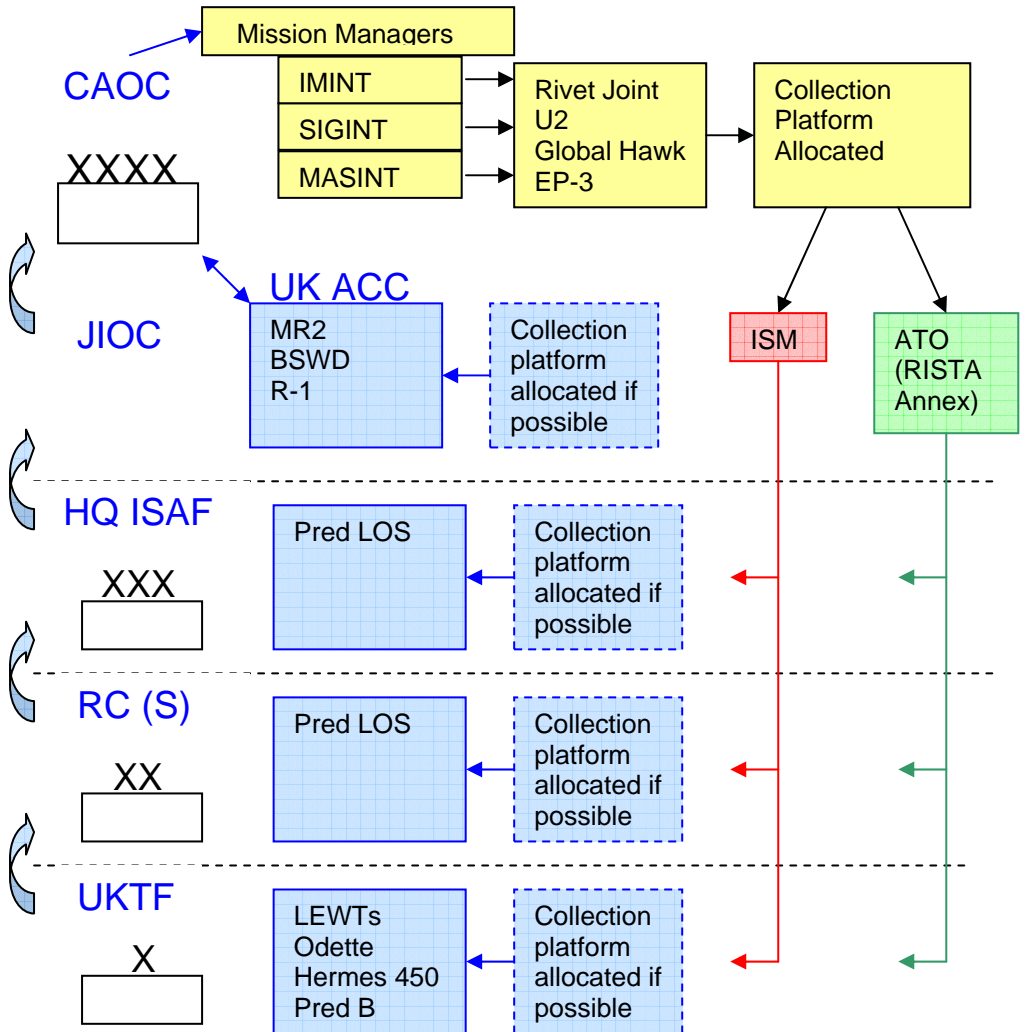 Mission Managers
CAOC
IMINT
SIGINT
MASINT
Rivet Joint
U2
Global Hawk
EP-3
Collection
Platform
Allocated
XXXX
UK ACC
JIOC
MR2
BSWD
R-1
Collection
platform
allocated if
possible
ISM
ATO
(RISTA
Annex)
HQ ISAF
XXX
Pred LOS
Collection
platform
allocated if
possible
RC (S)
XX
Pred LOS
Collection
platform
allocated if
possible
UKTF
X
LEWTs
Odette
Hermes 450
Pred B
Collection
platform
allocated if
possible